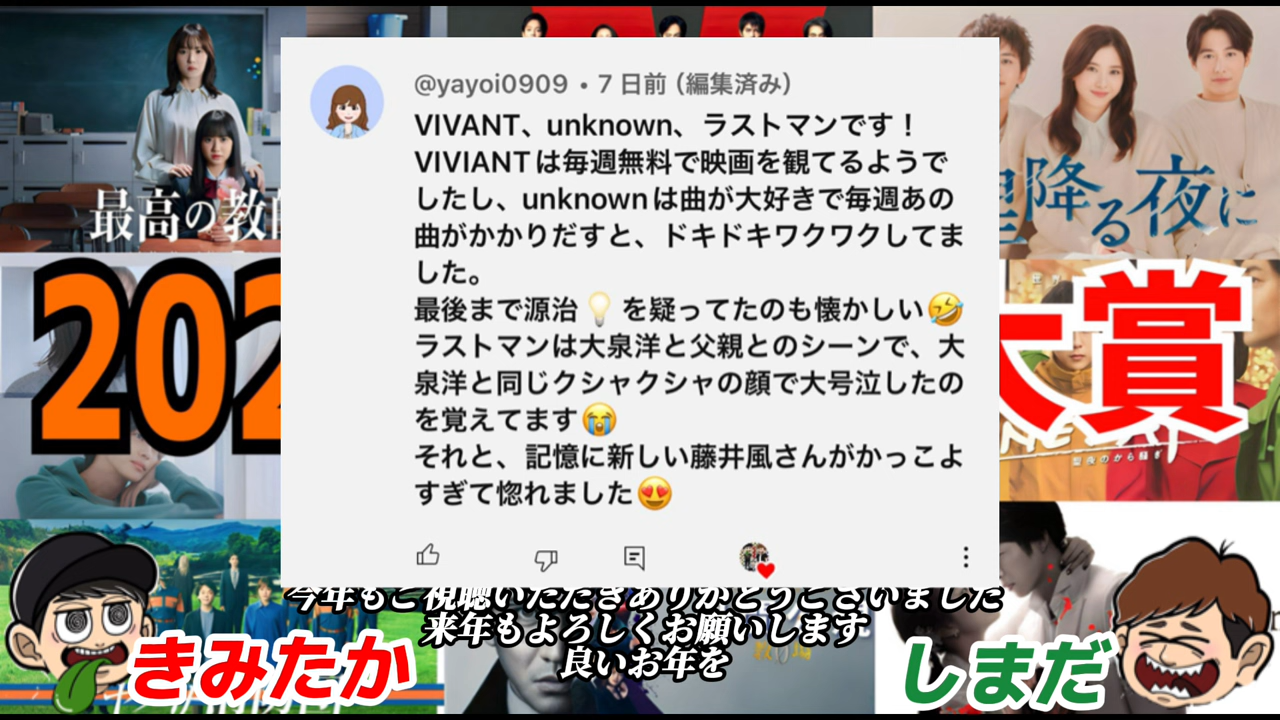 @yayoi0909 • 7 日前（編集済み）
VIVANT、unknown、ラストマンです！
VIVIANTは毎週無料で映画を観てるようで
したし、unknownは曲が大好きで毎週あの
曲がかかりだすと、ドキドキワクワクしてま
した。
最後まで源治💡を疑ってたのも懐かしい🤣
ラストマンは大泉洋と父親とのシーンで、大
泉洋と同じクシャクシャの顔で大号泣したの
を覚えてます😭
それと、記憶に新しい藤井風さんがかっこよ
すぎて惚れました😍
最高の教
降る夜に
202
大賞
聖夜のから騒ぎ
今年もご視聴いただきありがとうございました
来年もよろしくお願いします
良いお年を
きみたか
しまだ